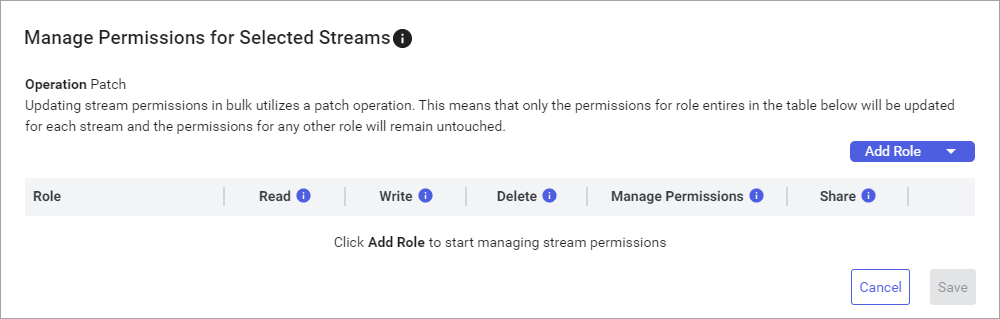 Manage Permissions for Selected Streams
Operation Patch
Updating stream permissions in bulk utilizes a patch operation. This means that only the permissions for role entires in the table below will be updated
for each stream and the permissions for any other role will remain untouched.
Add Role
Role Read Write Delete Manage Permissions Share
Click Add Role to start managing stream permissions
Cancel Save